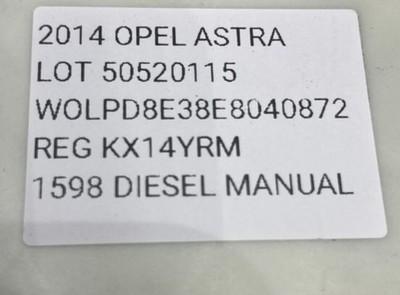 2014 OPEL ASTRA
LOT 50520115
WOLPD8E38E8040872
REG KX14YRM
1598 DIESEL MANUAL